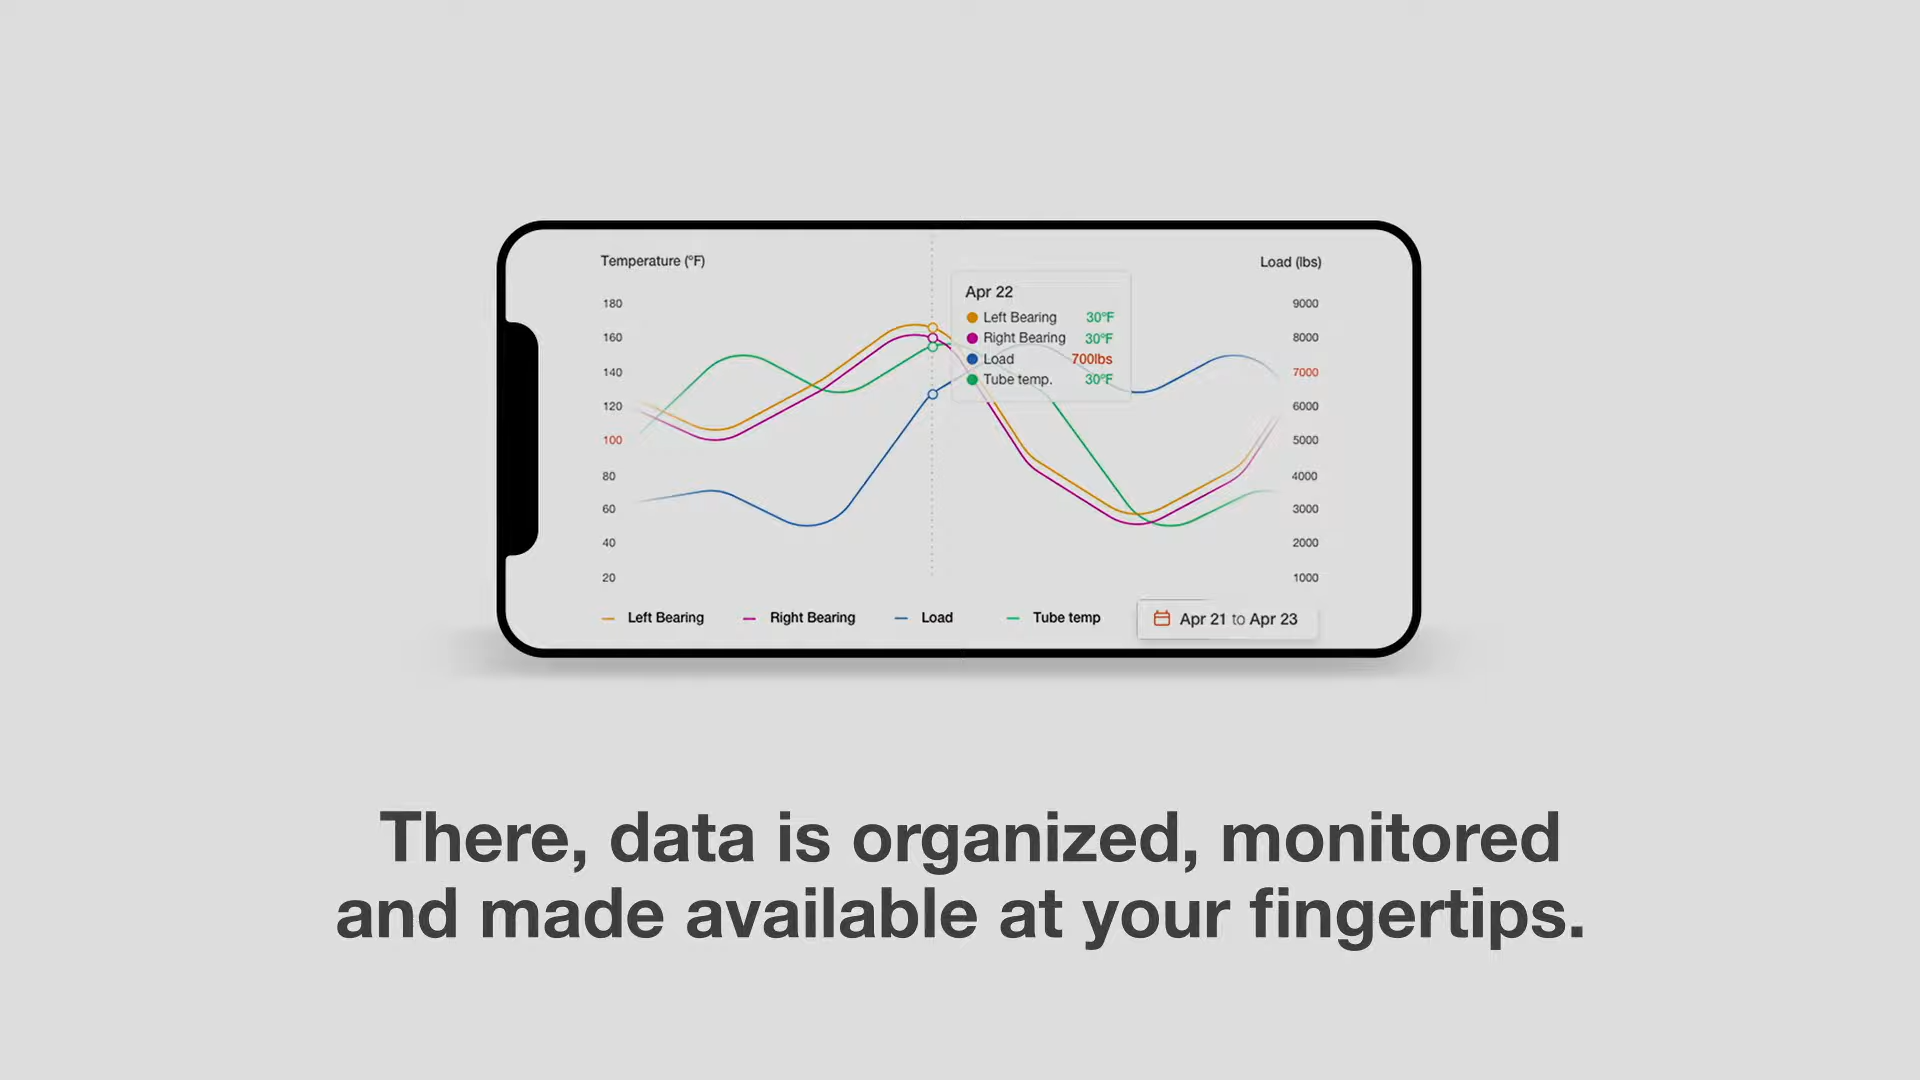 Temperature (°F)
Load (lbs)
180
160
140
120
100
80
60
40
20
Apr 22
Left Bearing 30°F
Right Bearing 30°F
Load 700lbs
Tube temp. 30°F
9000
8000
7000
6000
5000
4000
3000
2000
1000
Left Bearing
Right Bearing
Load
Tube temp
Apr 21 to Apr 23
There, data is organized, monitored
and made available at your fingertips.